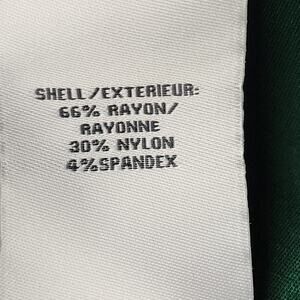 SHELL/EXTERIEUR:
66% RAYON/
RAYONNE
30% NYLON
4%SPANDEX